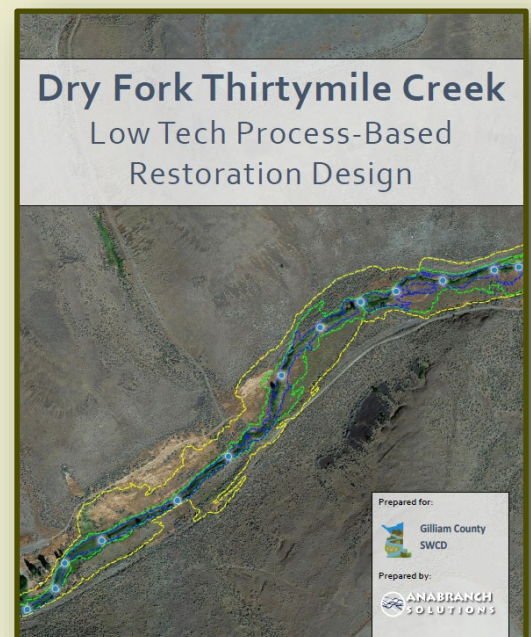 Dry Fork Thirtymile Creek
Low Tech Process-Based
Restoration Design
Prepared for:
Gilliam County
SWCD
Prepared by:
ANABRANCH
SOLUTIONS